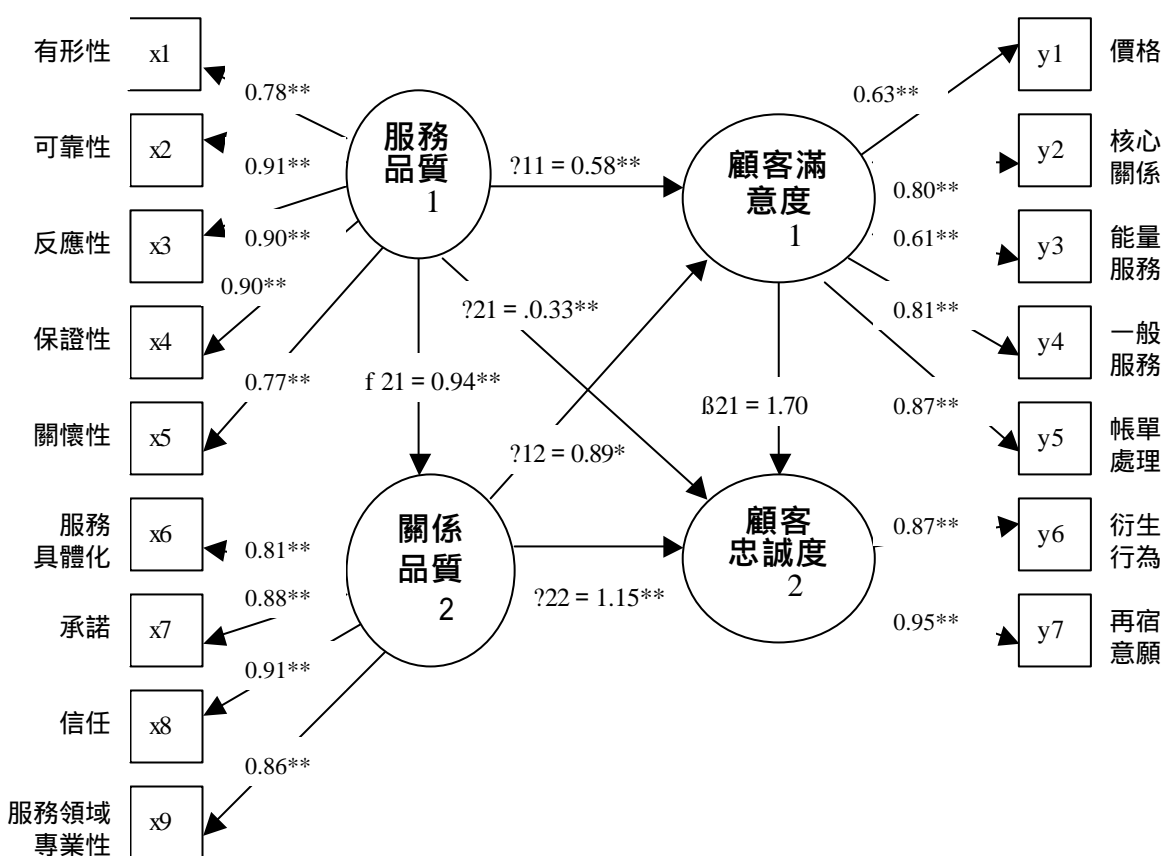 有形性
x1
0.78**
可靠性
x2
0.91**
反應性
x3
0.90**
0.90**
保證性
x4
0.77**
關懷性
x5
服務
具體化
x6
0.81**
承諾
x7
0.88**
信任
x8
0.91**
0.86**
服務領域
專業性
x9
服務
品質
1
?11 = 0.58**
?21 = .0.33**
f 21 = 0.94**
?12 = 0.89*
關係
品質
2
?22 = 1.15**
顧客滿
意度
1
ß21 = 1.70
顧客
忠誠度
2
0.63**
y1
價格
0.80**
y2
核心
關係
0.61**
y3
能量
服務
0.81**
y4
一般
服務
0.87**
y5
帳單
處理
0.87**
y6
衍生
行為
0.95**
y7
再宿
意願